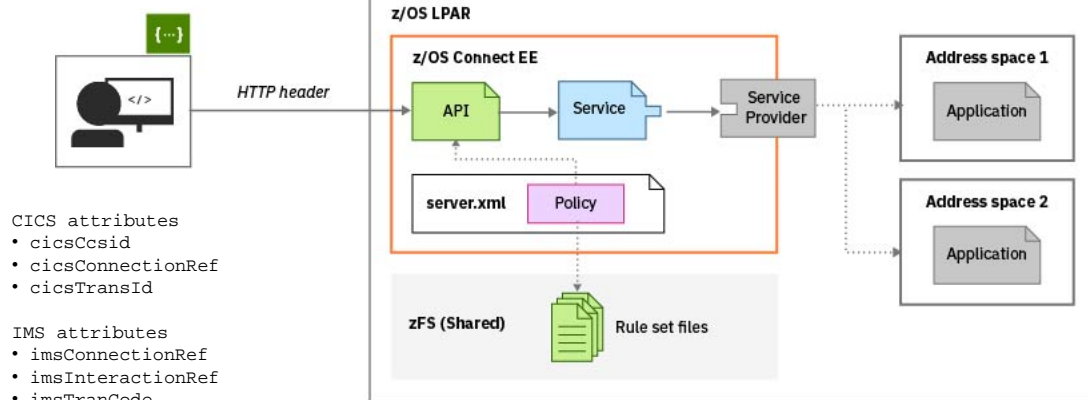 {...}
</>
HTTP header
z/OS LPAR
z/OS Connect EE
API
Service
Service
Provider
server.xml
Policy
zFS (Shared)
Rule set files
Address space 1
Application
Address space 2
Application
CICS attributes
• cicsCcsid
• cicsConnectionRef
• cicsTransId
IMS attributes
• imsConnectionRef
• imsInteractionRef
• imsTranCode